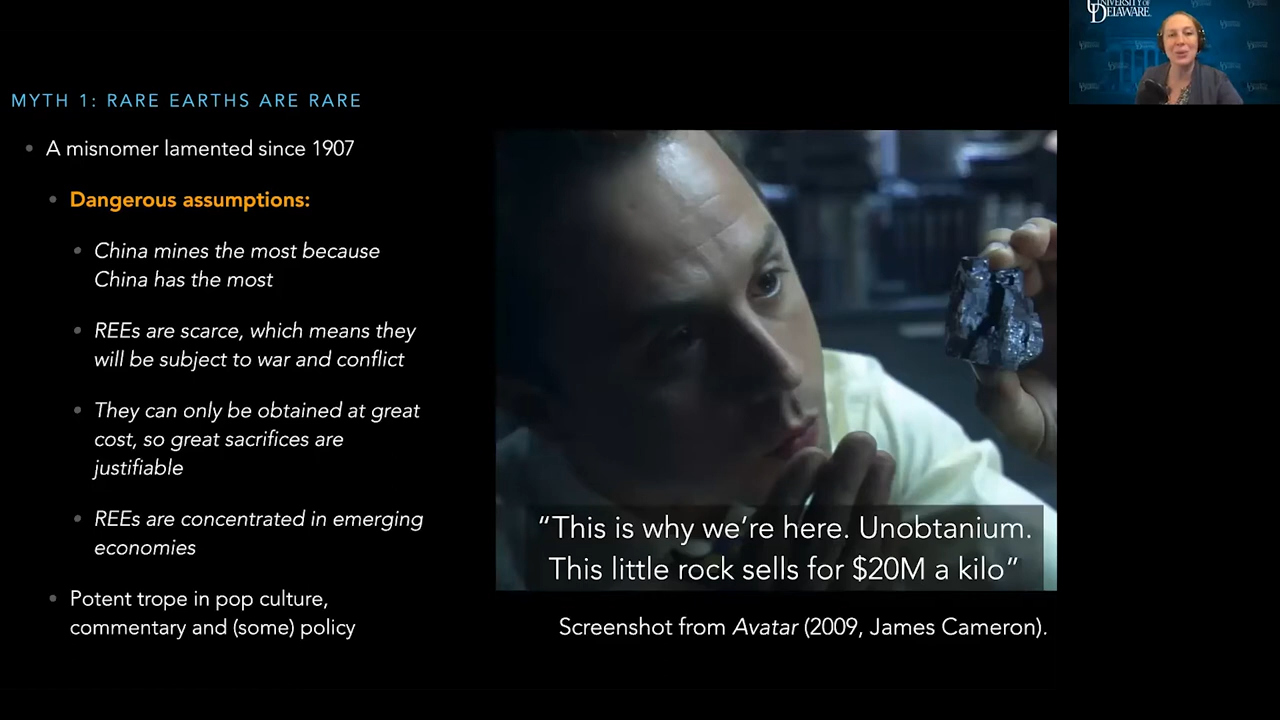 UNIVERSITY OF
DELAWARE
MYTH 1: RARE EARTHS ARE RARE
A misnomer lamented since 1907
Dangerous assumptions:
China mines the most because
China has the most
REEs are scarce, which means they
will be subject to war and conflict
They can only be obtained at great
cost, so great sacrifices are
justifiable
REEs are concentrated in emerging
economies
Potent trope in pop culture,
commentary and (some) policy
“This is why we’re here. Unobtanium.
This little rock sells for $20M a kilo”
Screenshot from Avatar (2009, James Cameron).